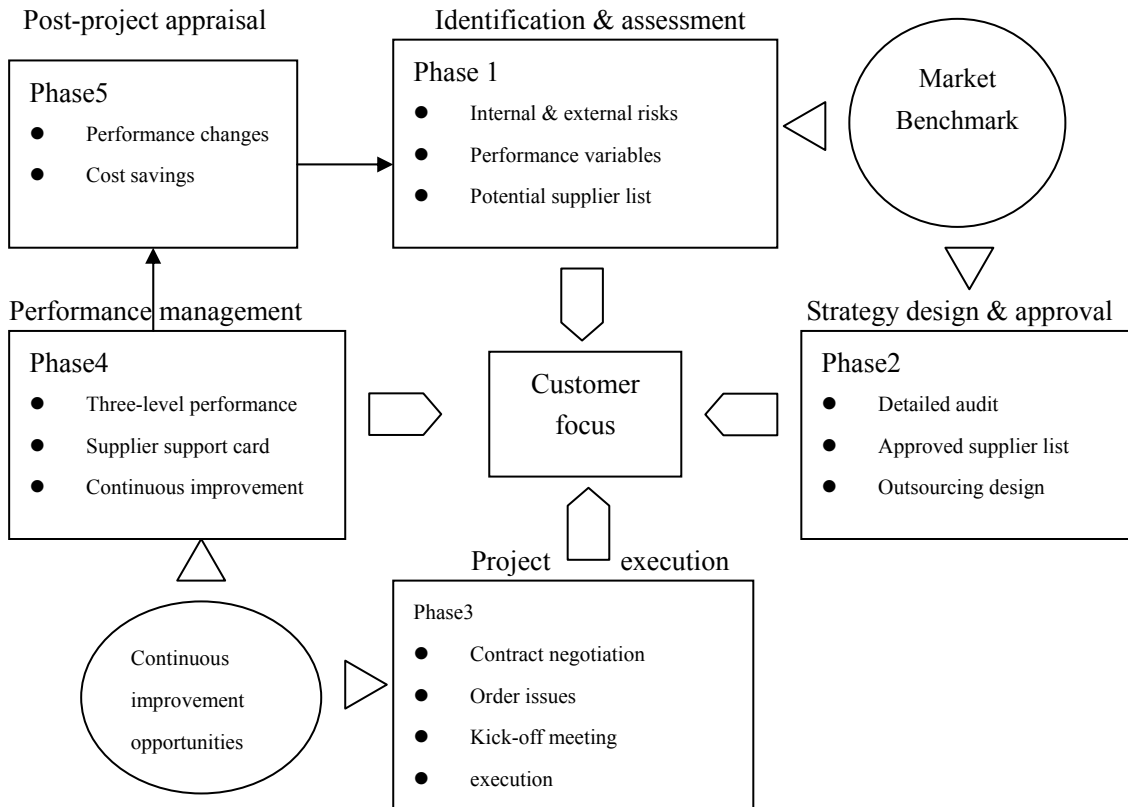 Post-project appraisal
Phase5
● Performance changes
● Cost savings
Identification & assessment
Phase 1
● Internal & external risks
● Performance variables
● Potential supplier list
Market
Benchmark
Performance management
Phase4
● Three-level performance
● Supplier support card
● Continuous improvement
Customer
focus
Strategy design & approval
Phase2
● Detailed audit
● Approved supplier list
● Outsourcing design
Continuous
improvement
opportunities
Project execution
Phase3
● Contract negotiation
● Order issues
● Kick-off meeting
● execution